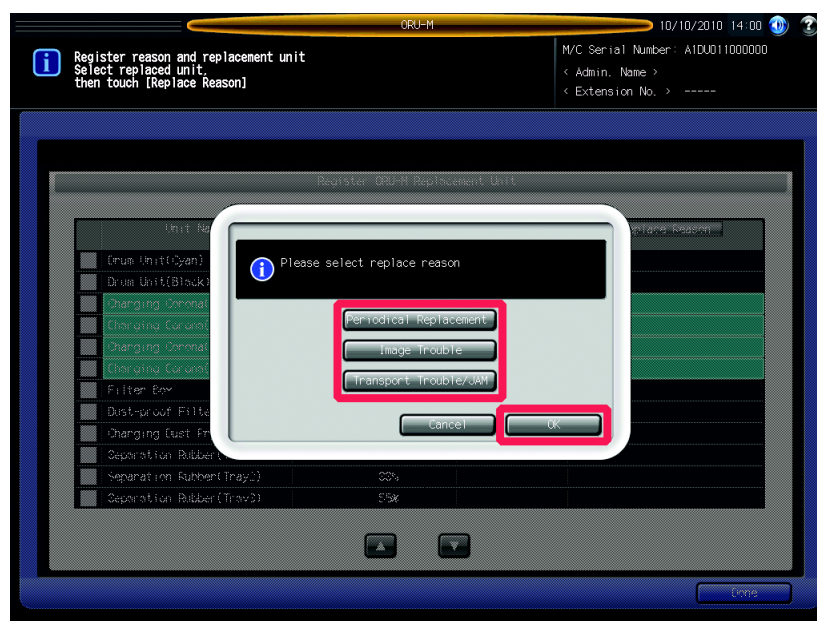 ORU-M
10/10/2010 14:00
Register reason and replacement unit
Select replaced unit,
then touch [Replace Reason]
M/C Serial Number: A1DU011000000
< Admin. Name >
< Extension No. > -----
Register ORU-M Replacement Unit
Unit Na
place Reason
Drum Unit(Cyan)
Drum Unit(Black)
Charging Corona(
Charging Corona(
Charging Corona(
Charging Corona(
Filter Box
Dust-proof Filte
Charging Dust Pr
Separation Rubber(
Separation Rubber(Tray2)
Separation Rubber(Tray3) 55%
Please select replace reason
Periodical Replacement
Image Trouble
Transport Trouble/JAM
Cancel
OK
Done